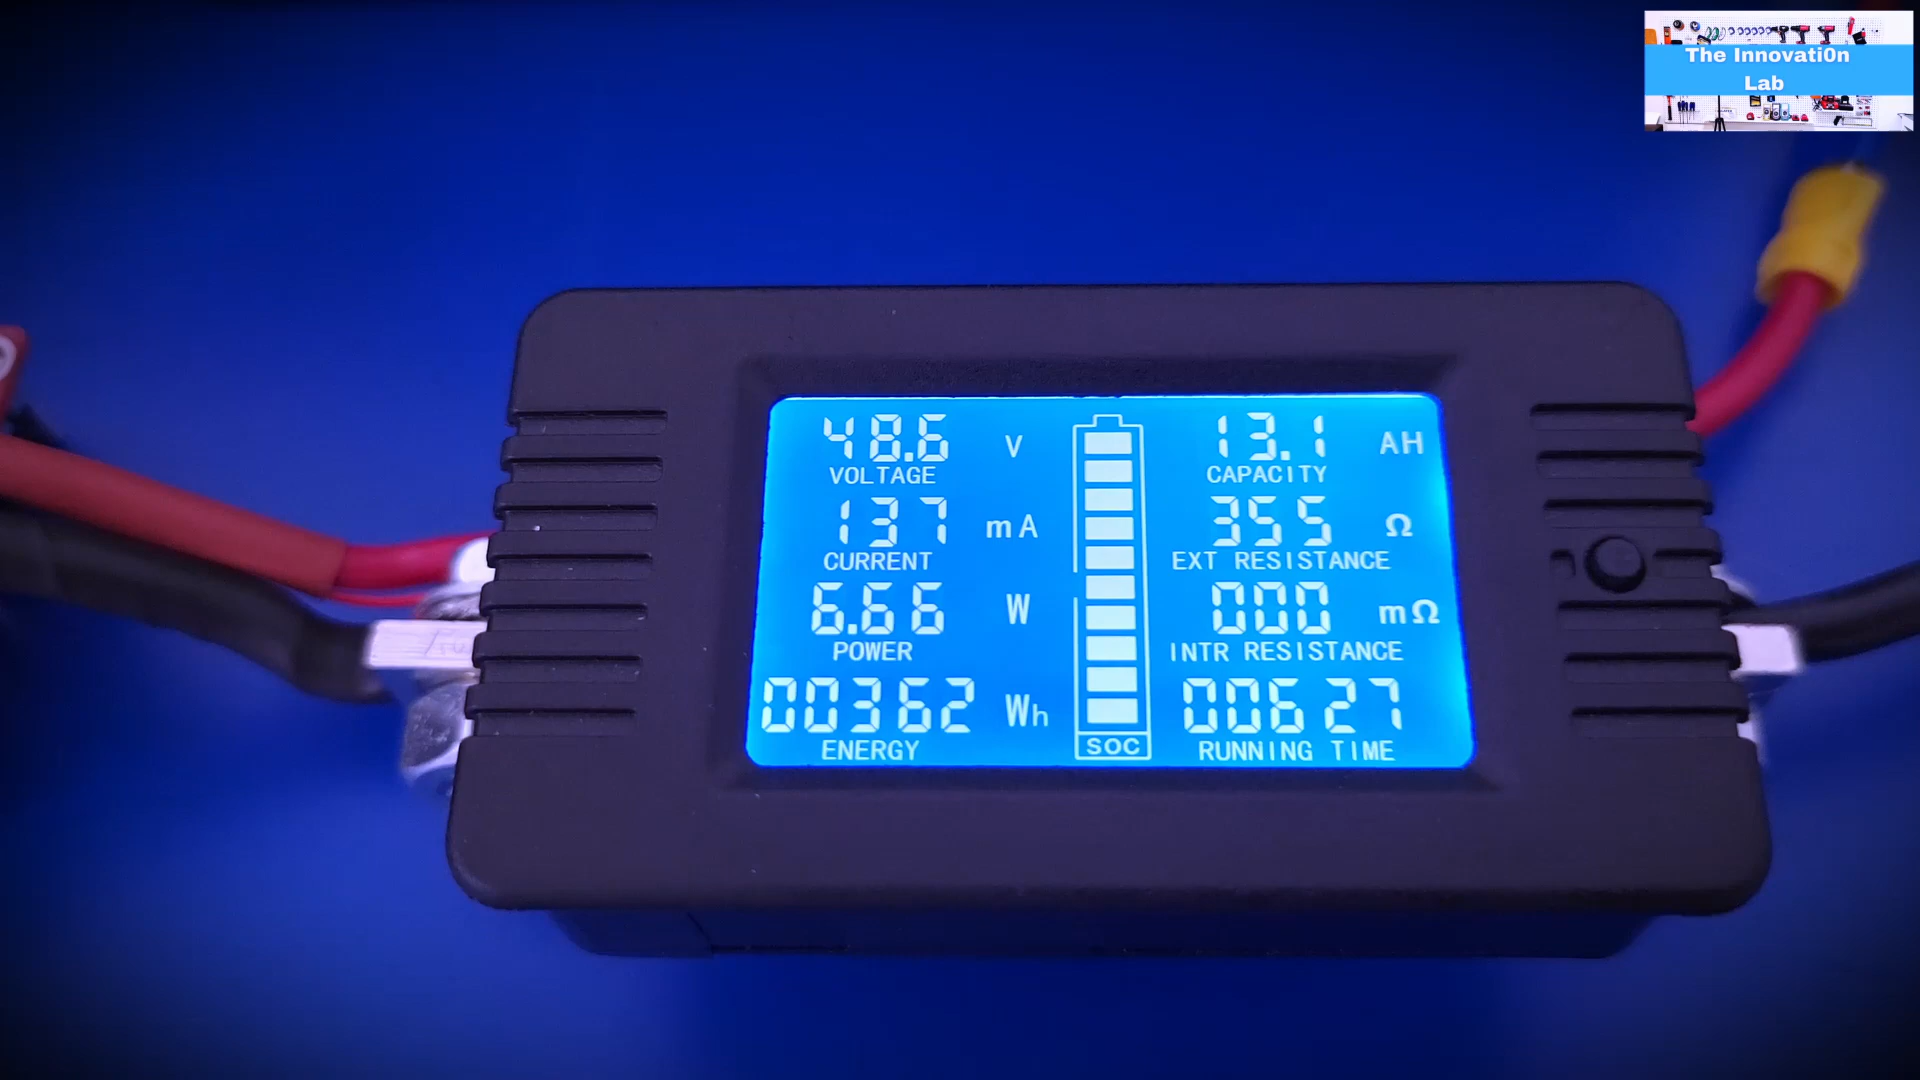 The Innovati0n
Lab
48.6 V
VOLTAGE
137 mA
CURRENT
6.66 W
POWER
00362 Wh
ENERGY
SOC
13.1 AH
CAPACITY
355 Ω
EXT RESISTANCE
000 mΩ
INTR RESISTANCE
00627
RUNNING TIME